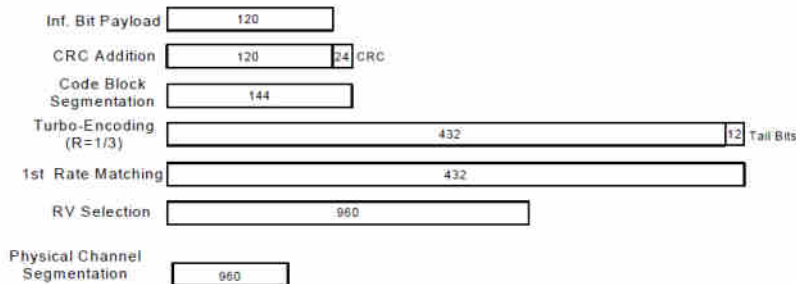 Inf. Bit Payload 120
CRC Addition 120 24 CRC
Code Block
Segmentation 144
Turbo-Encoding
(R=1/3) 432 12 Tail Bits
1st Rate Matching 432
RV Selection 960
Physical Channel
Segmentation 960